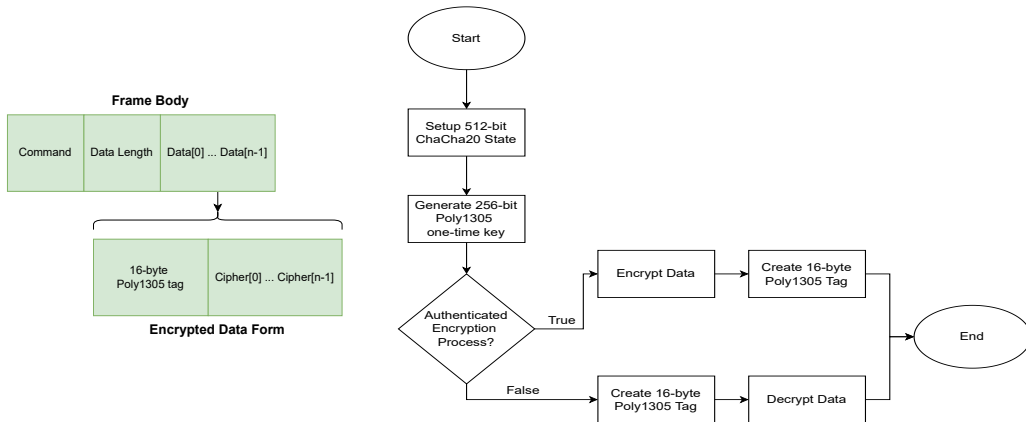 Frame Body
Command
Data Length
Data[0] ... Data[n-1]
16-byte
Poly1305 tag
Cipher[0] ... Cipher[n-1]
Encrypted Data Form
Start
Setup 512-bit
ChaCha20 State
Generate 256-bit
Poly1305
one-time key
Authenticated
Encryption
Process?
True
Encrypt Data
Create 16-byte
Poly1305 Tag
False
Create 16-byte
Poly1305 Tag
Decrypt Data
End